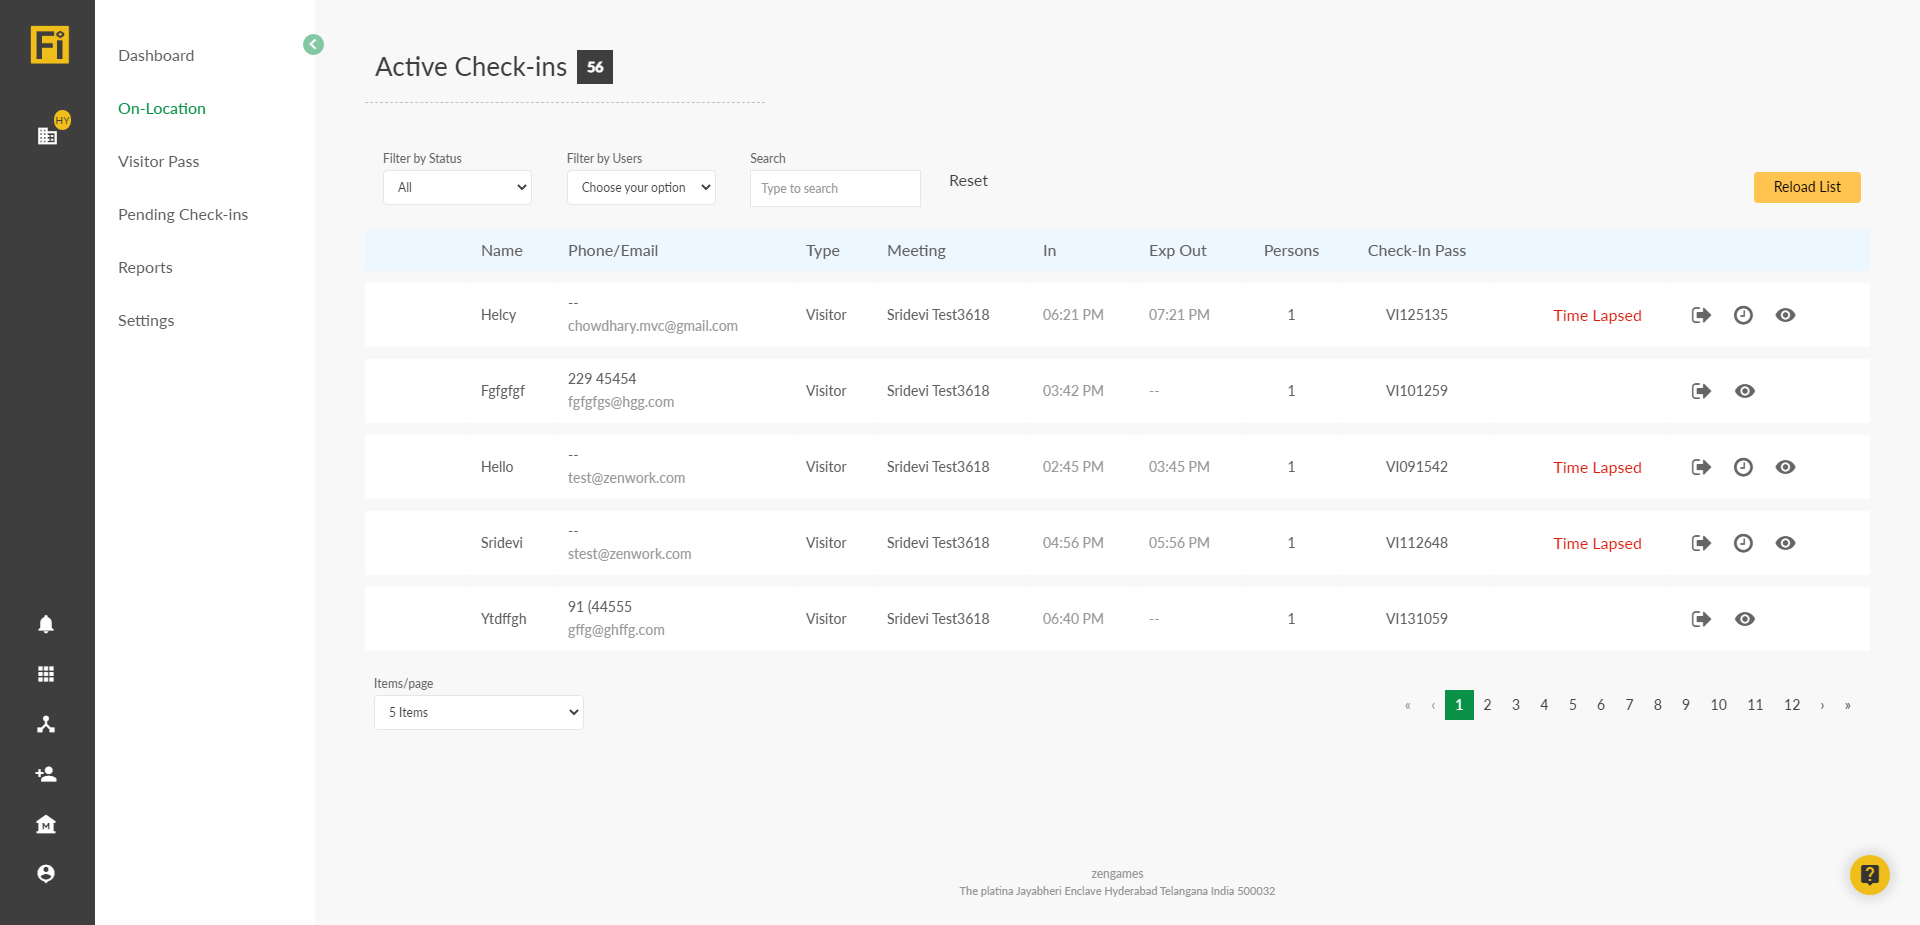 Fi
HY
Dashboard
On-Location
Visitor Pass
Pending Check-ins
Reports
Settings
Active Check-ins 56
Filter by Status
All
Filter by Users
Choose your option
Search
Type to search
Reset
Reload List
Name Phone/Email Type Meeting In Exp Out Persons Check-In Pass
Helcy -- Visitor Sridevi Test3618 06:21 PM 07:21 PM 1 VI125135 Time Lapsed
chowdhary.mvc@gmail.com
Fgfgfgf 229 45454 Visitor Sridevi Test3618 03:42 PM -- 1 VI101259
fgfgfgs@hgg.com
Hello -- Visitor Sridevi Test3618 02:45 PM 03:45 PM 1 VI091542 Time Lapsed
test@zenwork.com
Sridevi -- Visitor Sridevi Test3618 04:56 PM 05:56 PM 1 VI112648 Time Lapsed
stest@zenwork.com
Ytdffgh 91 (44555 Visitor Sridevi Test3618 06:40 PM -- 1 VI131059
gffg@ghffg.com
Items/page
5 Items
« ‹ 1 2 3 4 5 6 7 8 9 10 11 12 › »
M
zengames
The platina Jayabheri Enclave Hyderabad Telangana India 500032
?